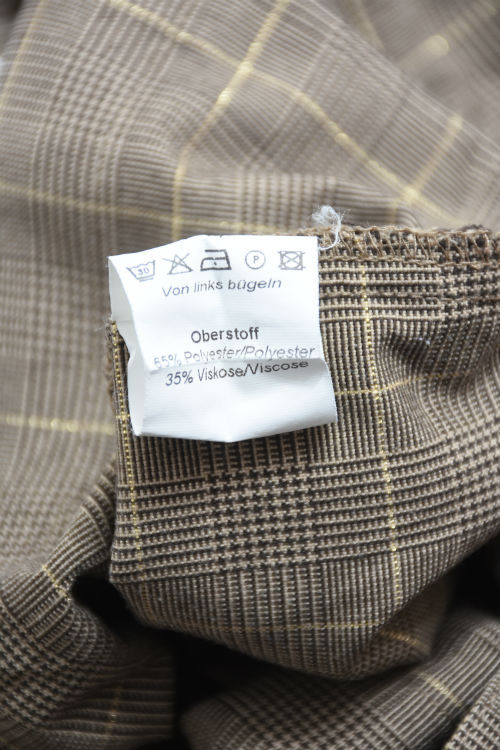 30 P
Von links bügeln
Oberstoff
65% Polyester/Polyester
35% Viskose/Viscose